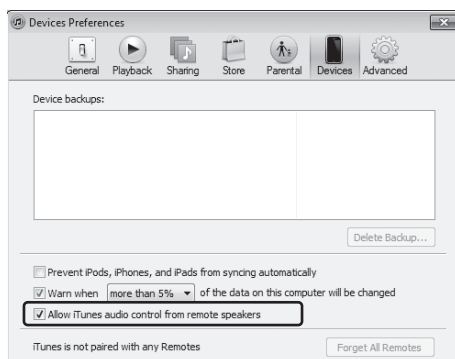 Devices Preferences
General Playback Sharing Store Parental Devices Advanced
Device backups:
Delete Backup...
Prevent iPods, iPhones, and iPads from syncing automatically
Warn when more than 5% of the data on this computer will be changed
Allow iTunes audio control from remote speakers
iTunes is not paired with any Remotes
Forget All Remotes